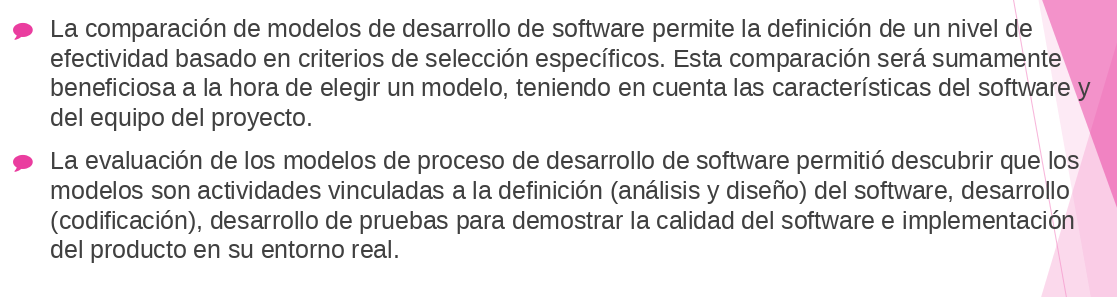 La comparación de modelos de desarrollo de software permite la definición de un nivel de
efectividad basado en criterios de selección específicos. Esta comparación será sumamente
beneficiosa a la hora de elegir un modelo, teniendo en cuenta las características del software y
del equipo del proyecto.
La evaluación de los modelos de proceso de desarrollo de software permitió descubrir que los
modelos son actividades vinculadas a la definición (análisis y diseño) del software, desarrollo
(codificación), desarrollo de pruebas para demostrar la calidad del software e implementación
del producto en su entorno real.